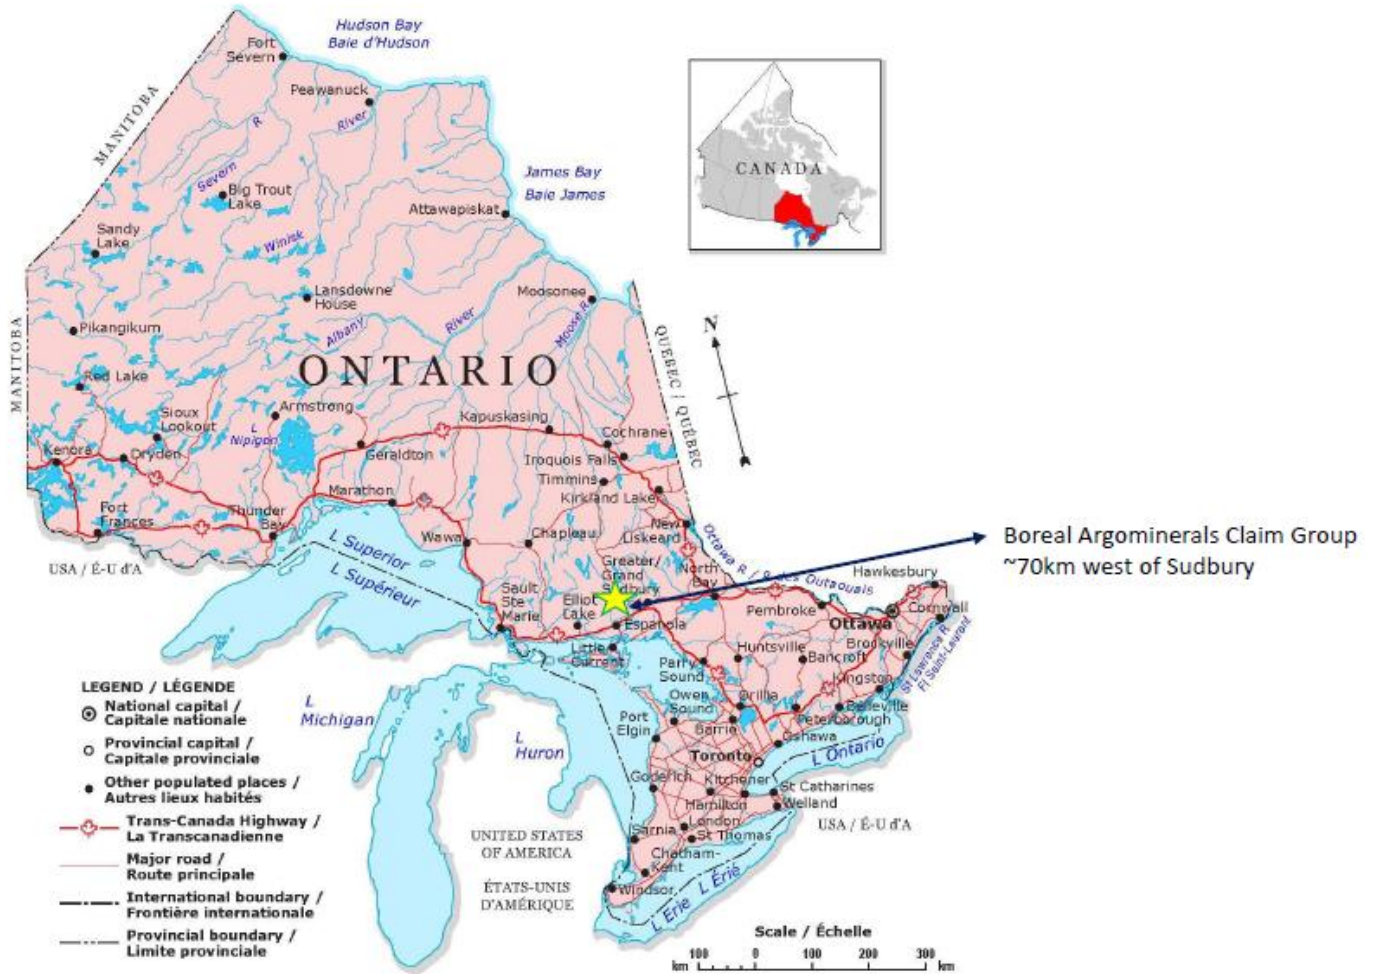 Hudson Bay
Baie d'Hudson
Fort
Severn
Peawanuck
MANITOBA
R
River
Severn
Big Trout
Lake
James Bay
Baie James
Attawapiskat
CANADA
Sandy
Lake
Winisk
Lansdowne
House
Moosonee
Albany
River
Moose R
MANITOBA
Pikangikum
N
QUEBEC / QUÉBEC
ONTARIO
Red Lake
Armstrong
Sioux
Lookout
L
Nipigon
Kapuskasing
Cochrane
Kenora
Dryden
Geraldton
Iroquois Falls
Timmins
Marathon
Kirkland Lake
Fort
Frances
Thunder
Bay
Wawa
Chapleau
New
Liskeard
Ottawa R / R des Outaouais
Boreal Argominerals Claim Group
~70km west of Sudbury
USA / É-U d'A
L Superior
L Supérieur
Greater/
Grand
Sudbury
North
Bay
Hawkesbury
Sault
Ste
Marie
Elliot
Lake
Espanola
Pembroke
Ottawa
Cornwall
Little
Current
Huntsville
Bancroft
Brockville
St Lawrence R
Fl Saint-Laurent
Parry
Sound
Kingston
Owen
Sound
Orillia
Belleville
Port
Elgin
Barrie
Peterborough
Oshawa
L
Michigan
L
Huron
Toronto
L Ontario
Goderich
Kitchener
St Catharines
Hamilton
Welland
London
St Thomas
Sarnia
USA / É-U d'A
UNITED STATES
OF AMERICA
ÉTATS-UNIS
D'AMÉRIQUE
Chatham-
Kent
Windsor
L Erie
L Érié
LEGEND / LÉGENDE
National capital /
Capitale nationale
Provincial capital /
Capitale provinciale
Other populated places /
Autres lieux habités
Trans-Canada Highway /
La Transcanadienne
Major road /
Route principale
International boundary /
Frontière internationale
Provincial boundary /
Limite provinciale
Scale / Échelle
100 0 100 200 300
km km